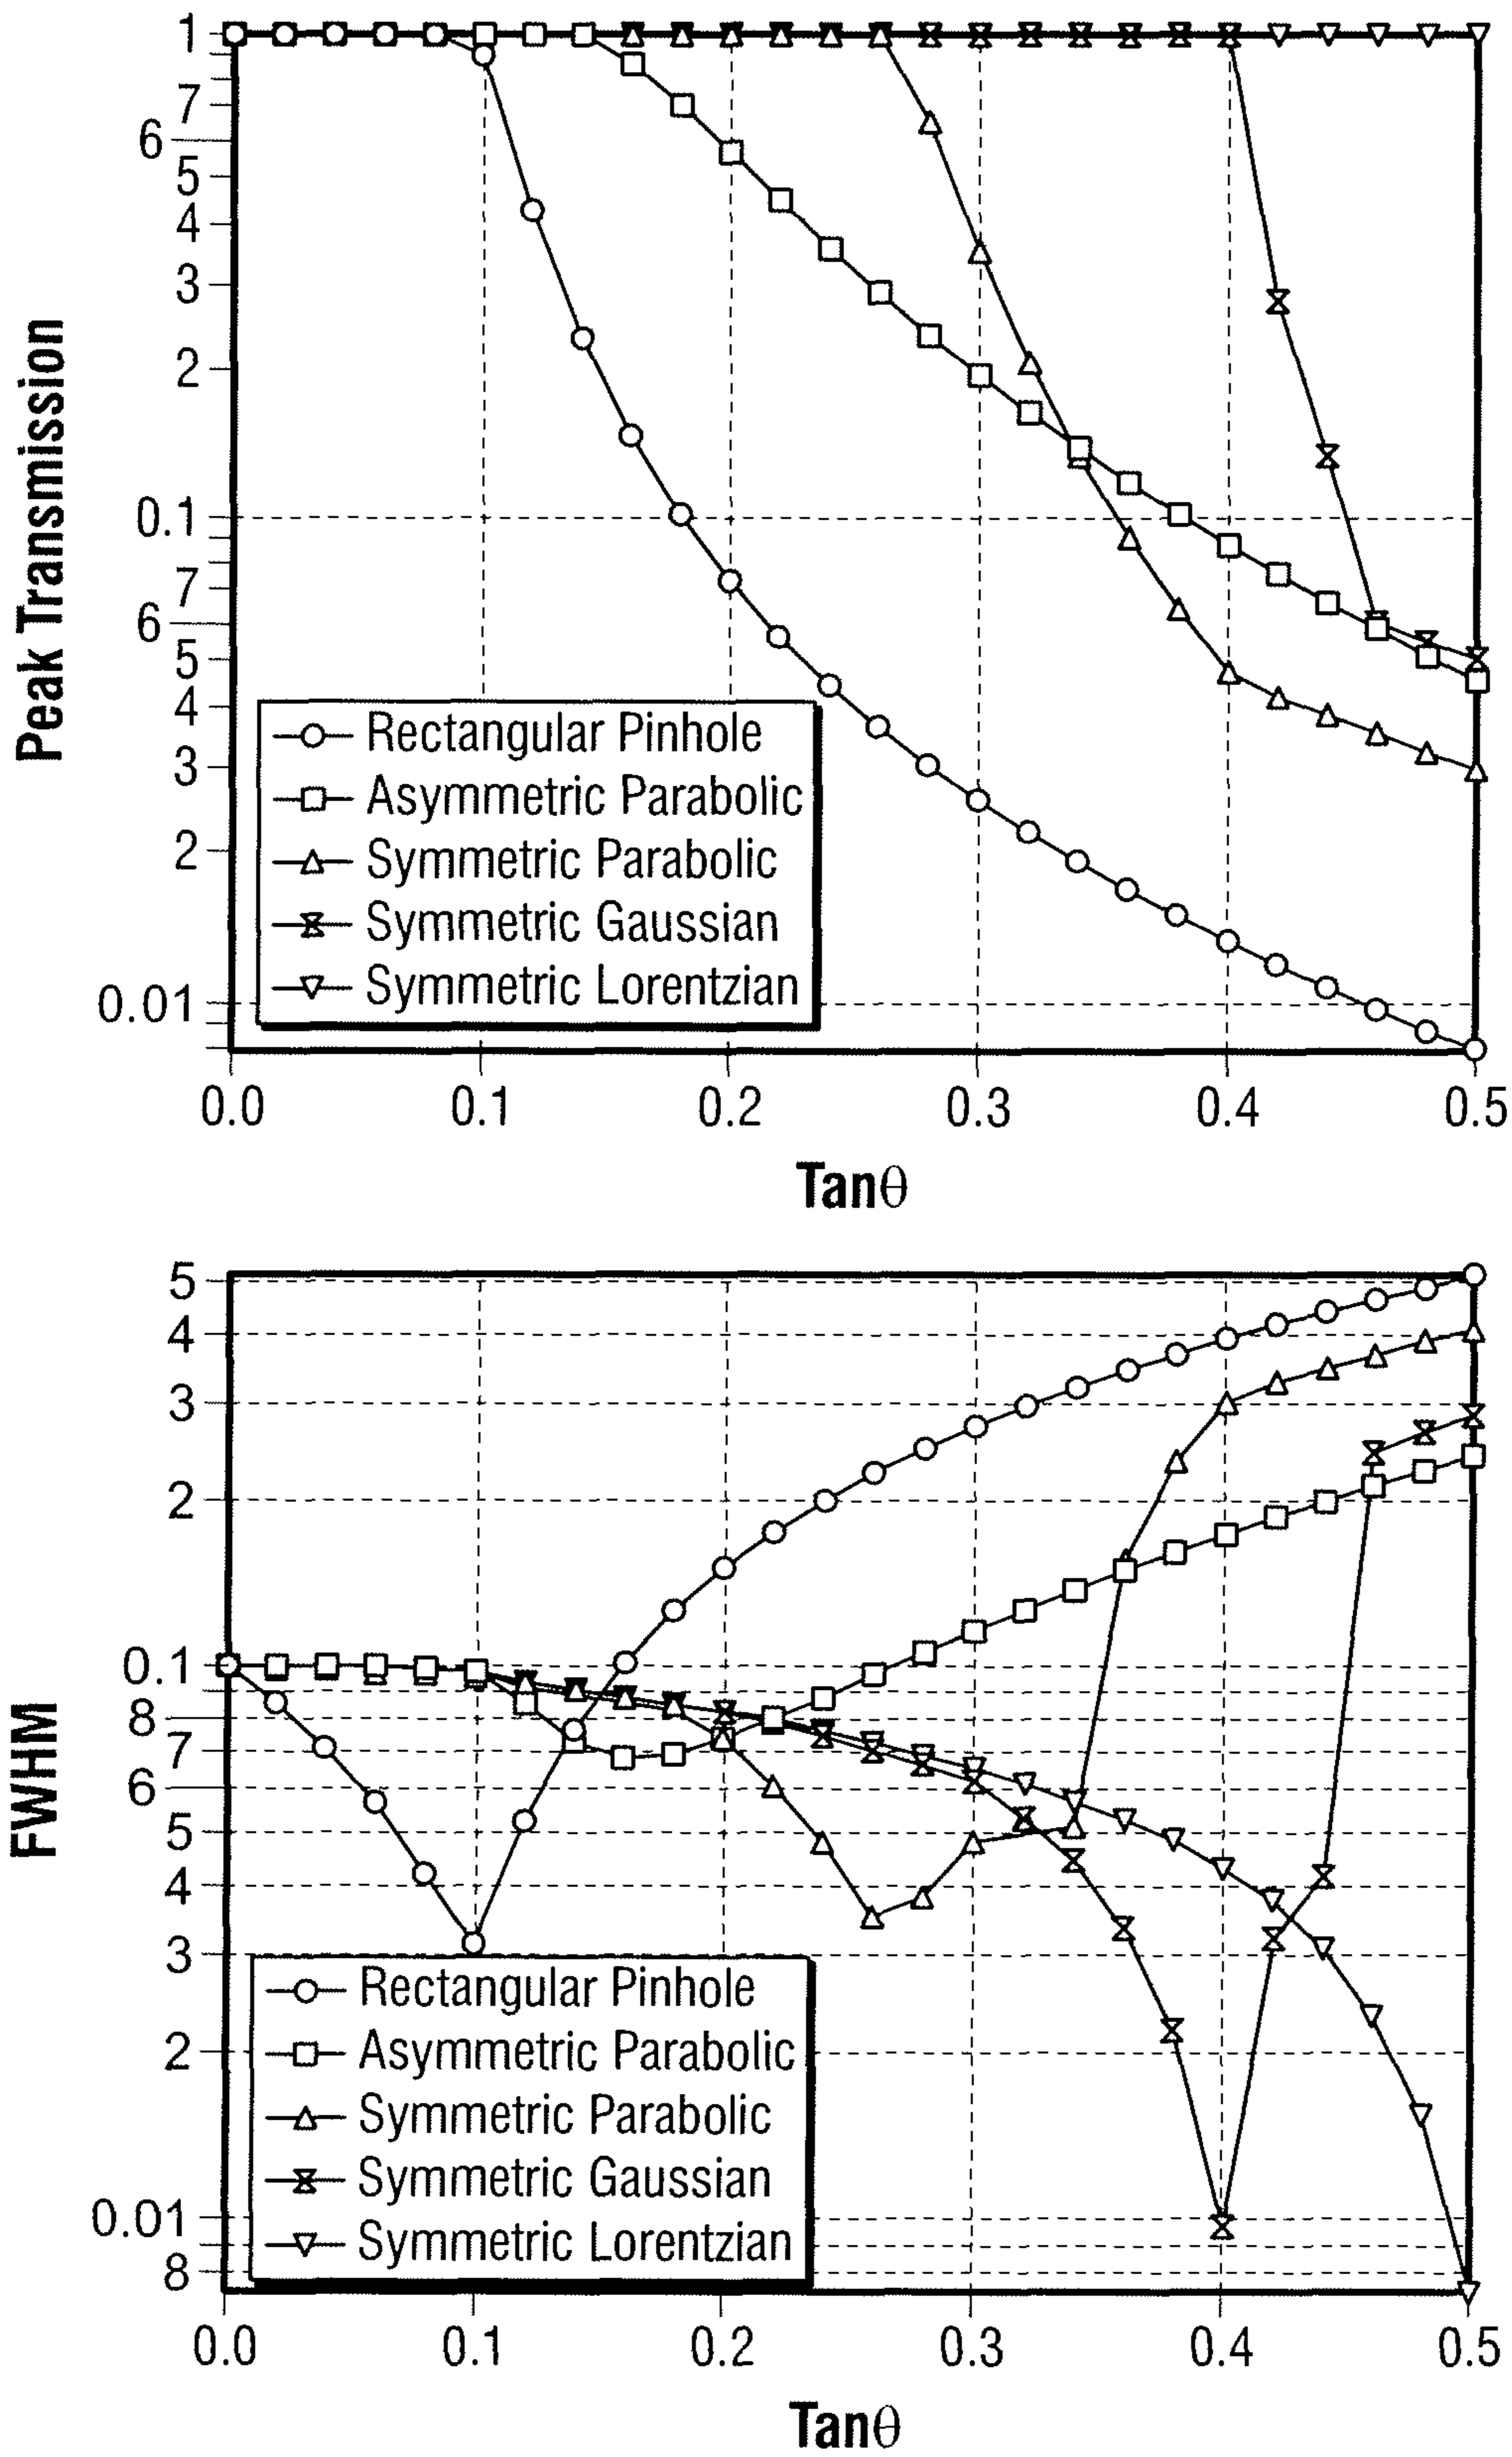 Peak Transmission
1
7
6
5
4
3
2
0.1
7
6
5
4
3
2
0.01
Rectangular Pinhole
Asymmetric Parabolic
Symmetric Parabolic
Symmetric Gaussian
Symmetric Lorentzian
0.0 0.1 0.2 0.3 0.4 0.5
Tanθ
FWHM
5
4
3
2
0.1
8
7
6
5
4
3
2
0.01
8
Rectangular Pinhole
Asymmetric Parabolic
Symmetric Parabolic
Symmetric Gaussian
Symmetric Lorentzian
0.0 0.1 0.2 0.3 0.4 0.5
Tanθ